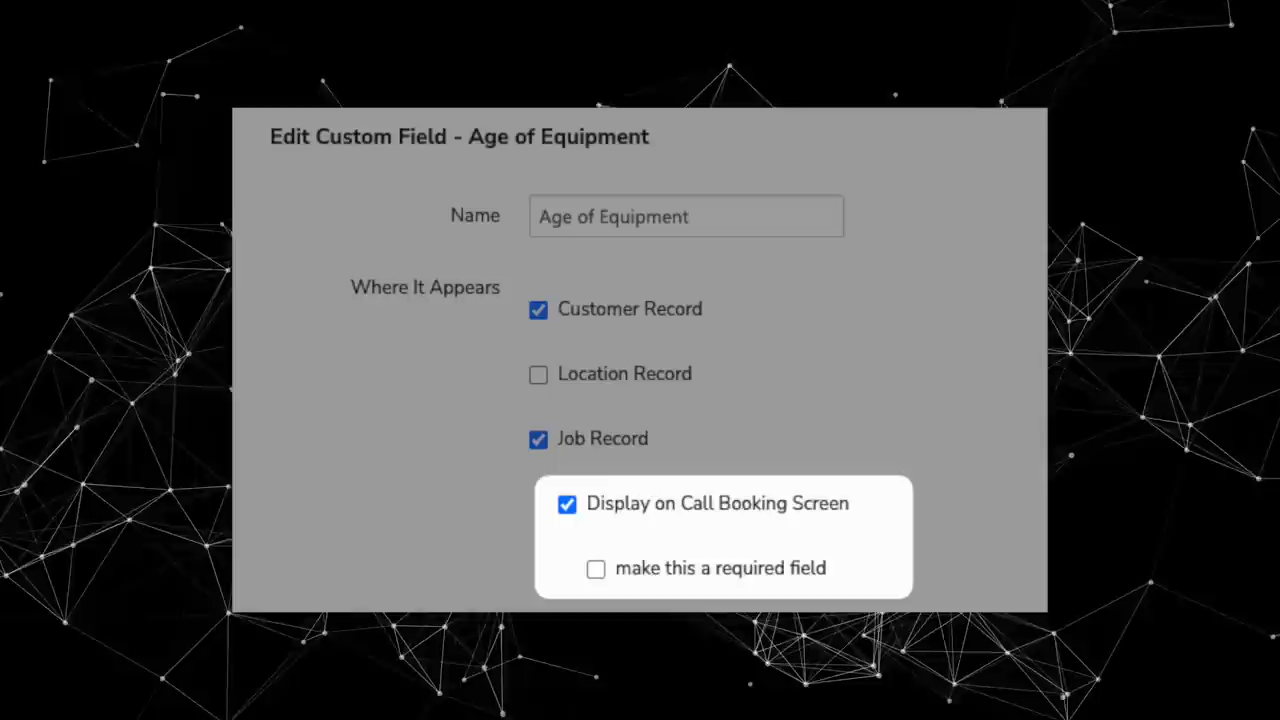 Edit Custom Field - Age of Equipment
Name
Age of Equipment
Where It Appears
Customer Record
Location Record
Job Record
Display on Call Booking Screen
make this a required field